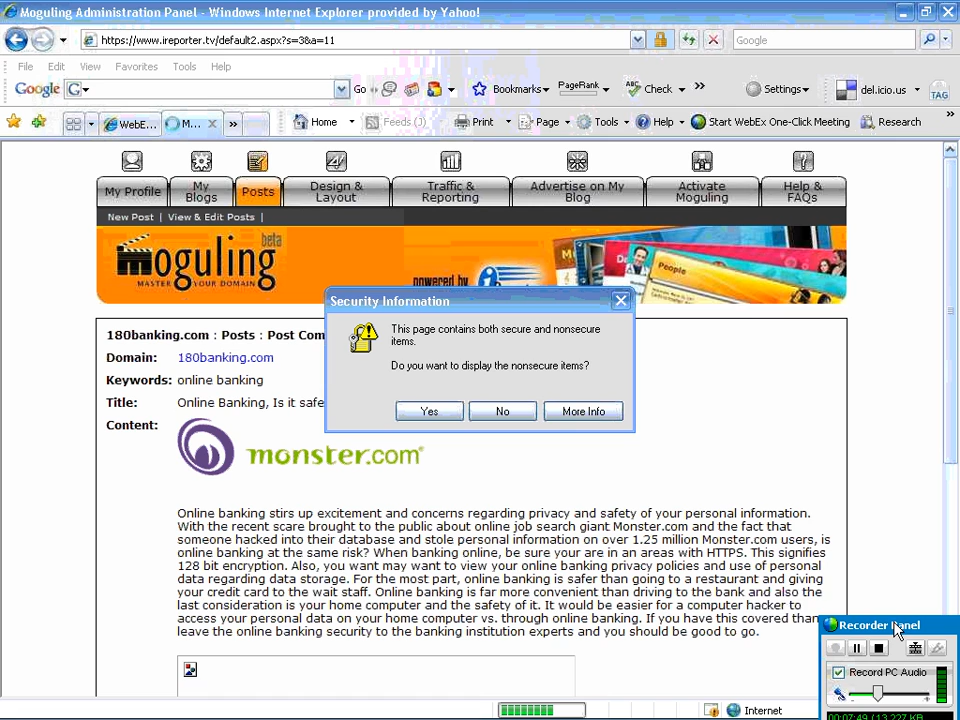 Moguling Administration Panel - Windows Internet Explorer provided by Yahoo!
https://www.ireporter.tv/default2.aspx?s=3&a=11
Google
File Edit View Favorites Tools Help
Google G Go Bookmarks PageRank ABC Check » Settings del.icio.us TAG
WebE... M... » Home Feeds (J) Print Page Tools Help Start WebEx One-Click Meeting Research »
My Profile My Blogs Posts Design & Layout Traffic & Reporting Advertise on My Blog Activate Moguling Help & FAQs
New Post | View & Edit Posts |
moguling beta
MASTER YOUR DOMAIN
powered by
People
Security Information
This page contains both secure and nonsecure
items.
Do you want to display the nonsecure items?
Yes No More Info
180banking.com : Posts : Post Com
Domain: 180banking.com
Keywords: online banking
Title: Online Banking, Is it safe
Content:
monster.com®
Online banking stirs up excitement and concerns regarding privacy and safety of your personal information.
With the recent scare brought to the public about online job search giant Monster.com and the fact that
someone hacked into their database and stole personal information on over 1.25 million Monster.com users, is
online banking at the same risk? When banking online, be sure your are in an areas with HTTPS. This signifies
128 bit encryption. Also, you want may want to view your online banking privacy policies and use of personal
data regarding data storage. For the most part, online banking is safer than going to a restaurant and giving
your credit card to the wait staff. Online banking is far more convenient than driving to the bank and also the
last consideration is your home computer and the safety of it. It would be easier for a computer hacker to
access your personal data on your home computer vs. through online banking. If you have this covered than
leave the online banking security to the banking institution experts and you should be good to go.
Recorder Panel
Record PC Audio
00:07:49 (13,227 KB
Internet